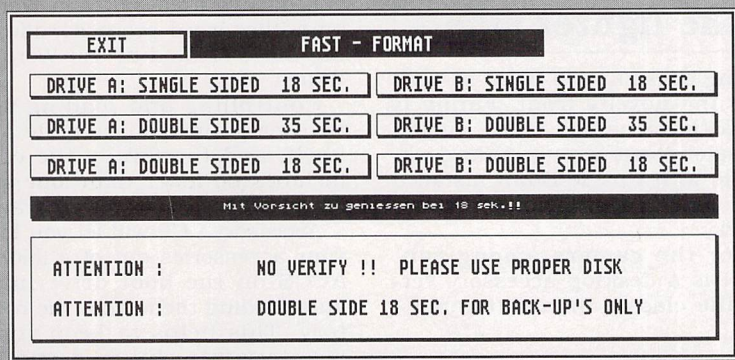 EXIT FAST - FORMAT
DRIVE A: SINGLE SIDED 18 SEC. DRIVE B: SINGLE SIDED 18 SEC.
DRIVE A: DOUBLE SIDED 35 SEC. DRIVE B: DOUBLE SIDED 35 SEC.
DRIVE A: DOUBLE SIDED 18 SEC. DRIVE B: DOUBLE SIDED 18 SEC.
Mit Vorsicht zu geniessen bei 18 sek.!!
ATTENTION : NO VERIFY !! PLEASE USE PROPER DISK
ATTENTION : DOUBLE SIDE 18 SEC. FOR BACK-UP'S ONLY